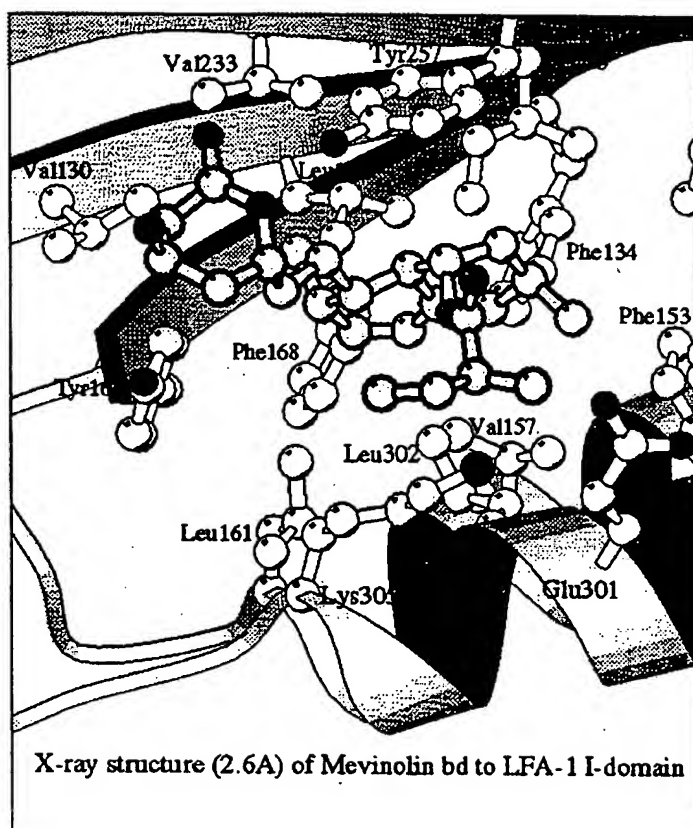 Val233
Tyr257
Val130
Leu
Phe134
Phe153
Phe168
Val157
Leu302
Leu161
Glu301
X-ray structure (2.6A) of Mevinolin bd to LFA-1 I-domain